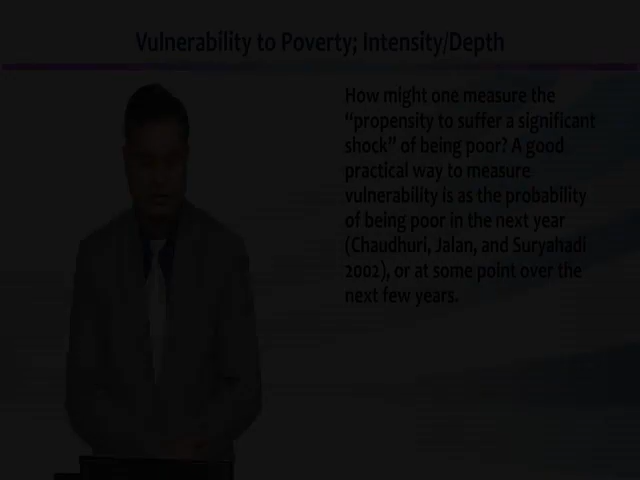 Vulnerability to Poverty; Intensity/Depth
How might one measure the
“propensity to suffer a significant
shock” of being poor? A good
practical way to measure
vulnerability is as the probability
of being poor in the next year
(Chaudhuri, Jalan, and Suryahadi
2002), or at some point over the
next few years.